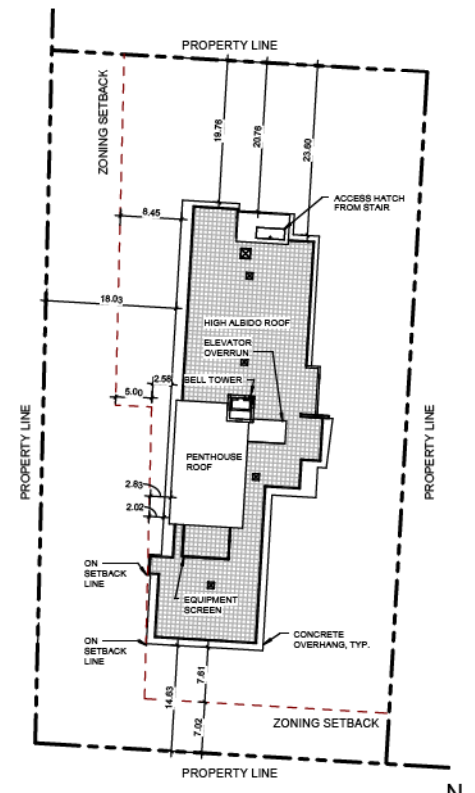 PROPERTY LINE
ZONING SETBACK
19.76
20.76
23.60
ACCESS HATCH
FROM STAIR
8.45
18.03
HIGH ALBIDO ROOF
ELEVATOR
OVERRUN
2.56
BELL TOWER
5.00
PROPERTY LINE
PROPERTY LINE
PENTHOUSE
ROOF
2.83
2.02
ON
SETBACK
LINE
EQUIPMENT
SCREEN
ON
SETBACK
LINE
CONCRETE
OVERHANG, TYP.
14.63
7.61
7.02
ZONING SETBACK
PROPERTY LINE
N